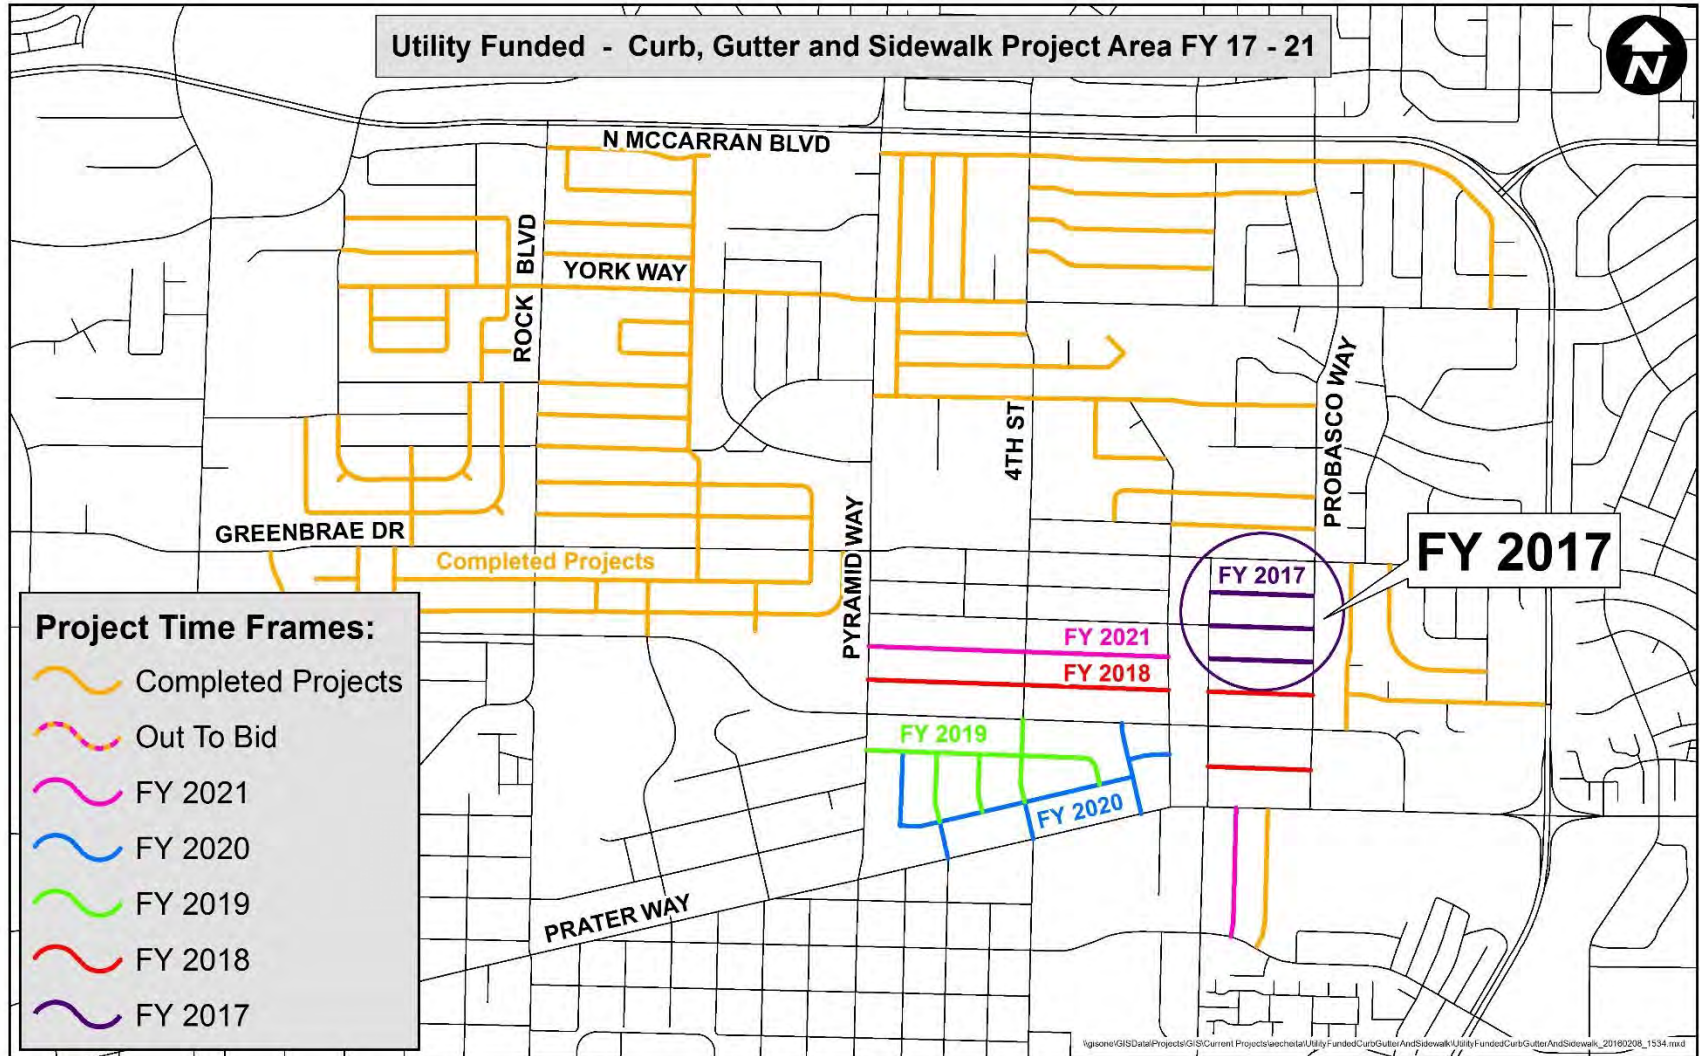 Utility Funded - Curb, Gutter and Sidewalk Project Area FY 17 - 21
N
N MCCARRAN BLVD
ROCK BLVD
YORK WAY
PROBASCO WAY
4TH ST
PYRAMID WAY
GREENBRAE DR
Completed Projects
FY 2017
FY 2017
FY 2021
FY 2018
FY 2019
FY 2020
PRATER WAY
Project Time Frames:
Completed Projects
Out To Bid
FY 2021
FY 2020
FY 2019
FY 2018
FY 2017